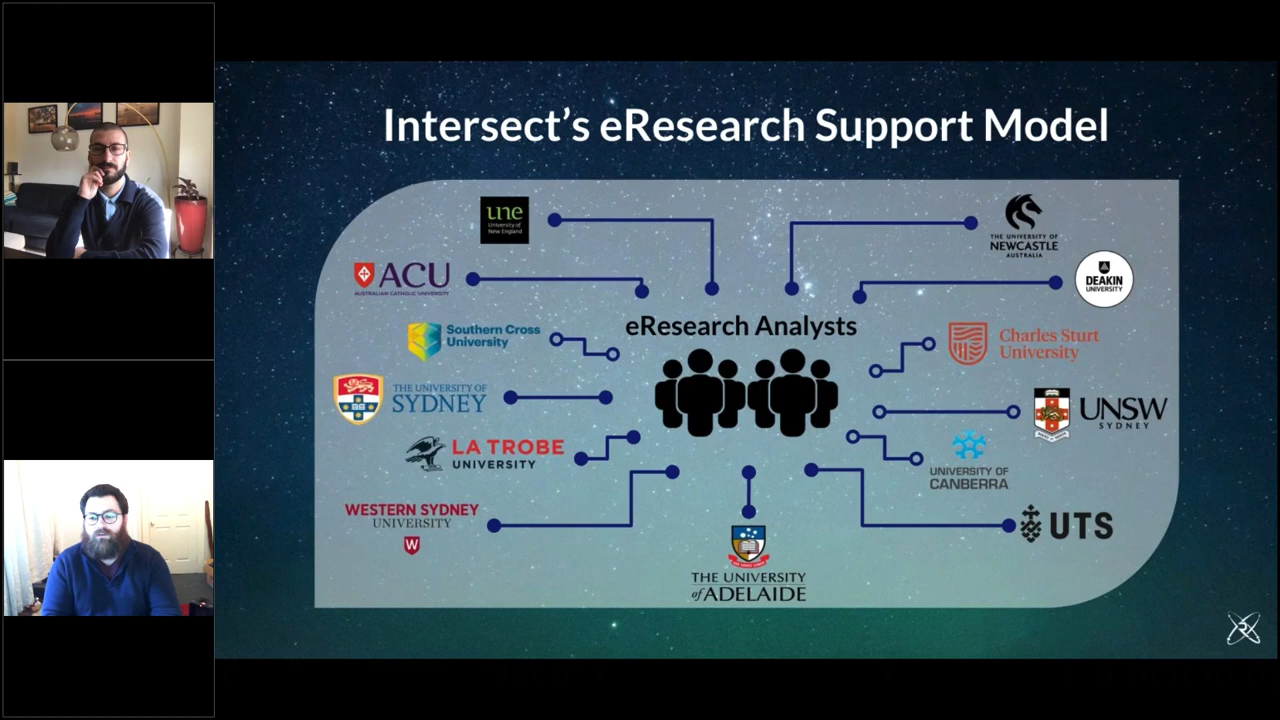 Intersect's eResearch Support Model
une
University of
New England
THE UNIVERSITY OF
NEWCASTLE
AUSTRALIA
ACU
AUSTRALIAN CATHOLIC UNIVERSITY
DEAKIN
UNIVERSITY
eResearch Analysts
Southern Cross
University
Charles Sturt
University
THE UNIVERSITY OF
SYDNEY
UNSW
SYDNEY
LA TROBE
UNIVERSITY
UNIVERSITY OF
CANBERRA
WESTERN SYDNEY
UNIVERSITY
W
UTS
THE UNIVERSITY
of ADELAIDE